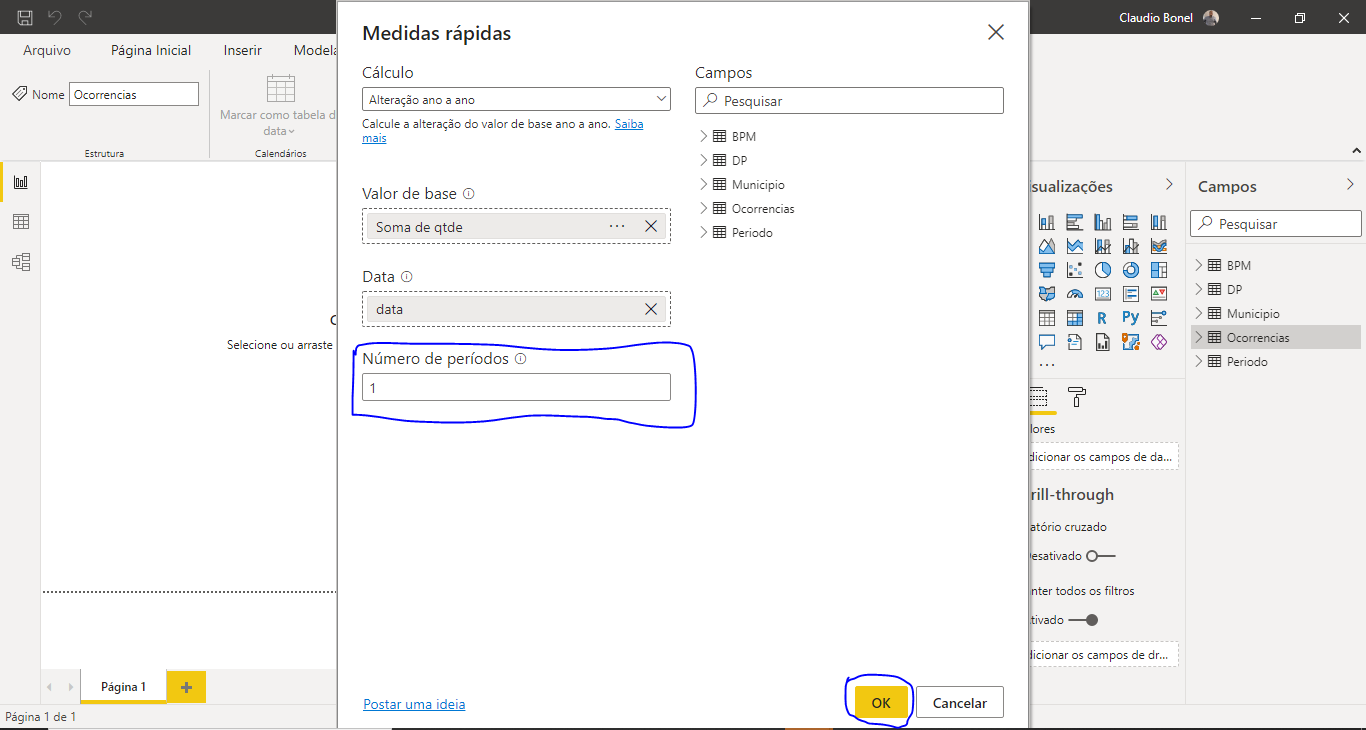 Claudio Bonel
Arquivo
Página Inicial
Inserir
Modela
Nome
Ocorrencias
Marcar como tabela d
data
Estrutura
Calendários
Selecione ou arraste
Página 1
Página 1 de 1
Medidas rápidas
Cálculo
Alteração ano a ano
Calcule a alteração do valor de base ano a ano. Saiba
mais
Valor de base
Soma de qtde
Data
data
Número de períodos
1
Campos
Pesquisar
BPM
DP
Municipio
Ocorrencias
Periodo
Postar uma ideia
OK
Cancelar
sualizações
123
R
Py
lores
dicionar os campos de da...
rill-through
atório cruzado
esativado
nter todos os filtros
tivado
dicionar os campos de dr...
Campos
Pesquisar
BPM
DP
Municipio
Ocorrencias
Periodo